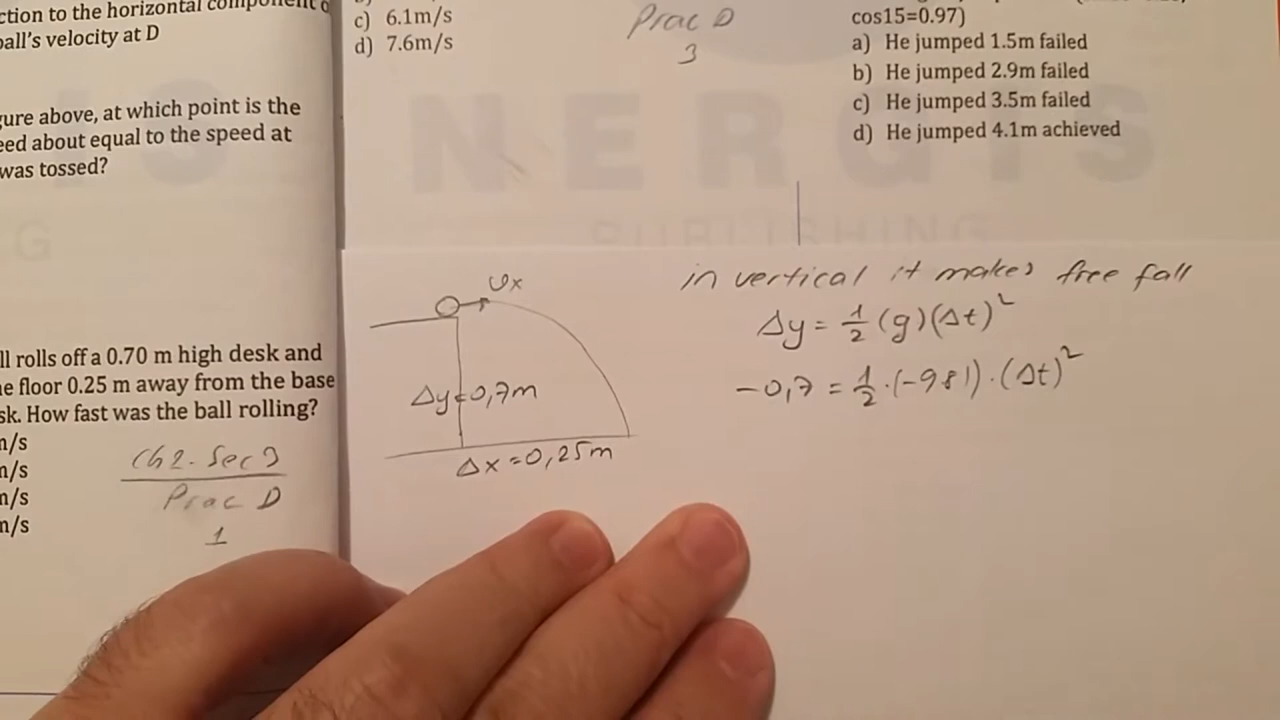 ction to the horizontal component o
ball's velocity at D
gure above, at which point is the
eed about equal to the speed at
was tossed?
ll rolls off a 0.70 m high desk and
e floor 0.25 m away from the base
sk. How fast was the ball rolling?
m/s
m/s
m/s
m/s
Ch2-Sec3
Prac D
1
c) 6.1m/s
d) 7.6m/s
Prac D
3
cos15=0.97)
a) He jumped 1.5m failed
b) He jumped 2.9m failed
c) He jumped 3.5m failed
d) He jumped 4.1m achieved
NERGIS
PUBLISHING
G
υx
Δy=0,7m
Δx=0,25m
in vertical it makes free fall
Δy = 1/2 (g)(Δt)²
-0,7 = 1/2 · (-981) · (Δt)²